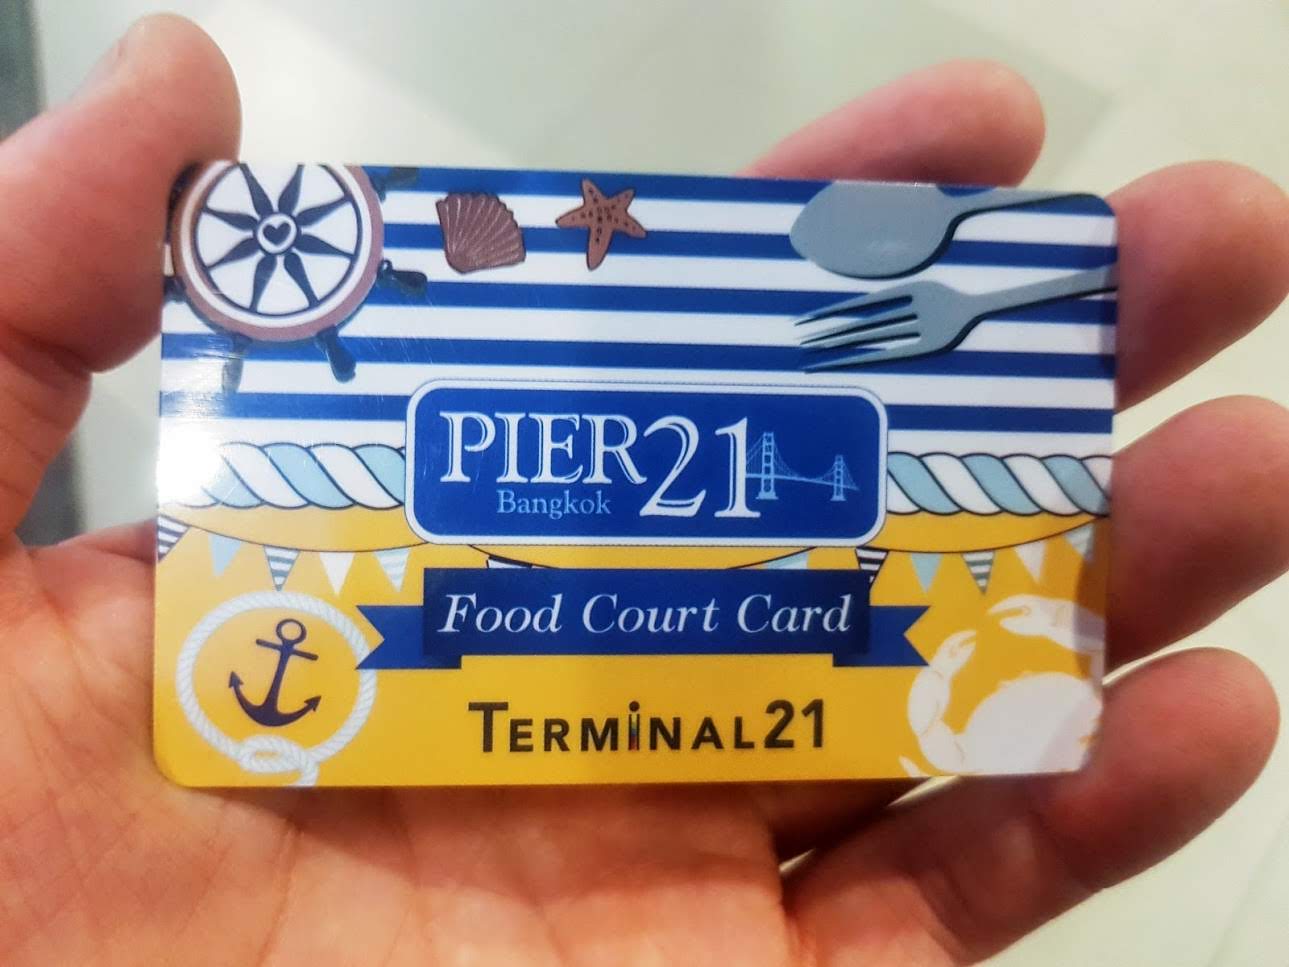 PIER21
Bangkok
Food Court Card
TERMINAL21